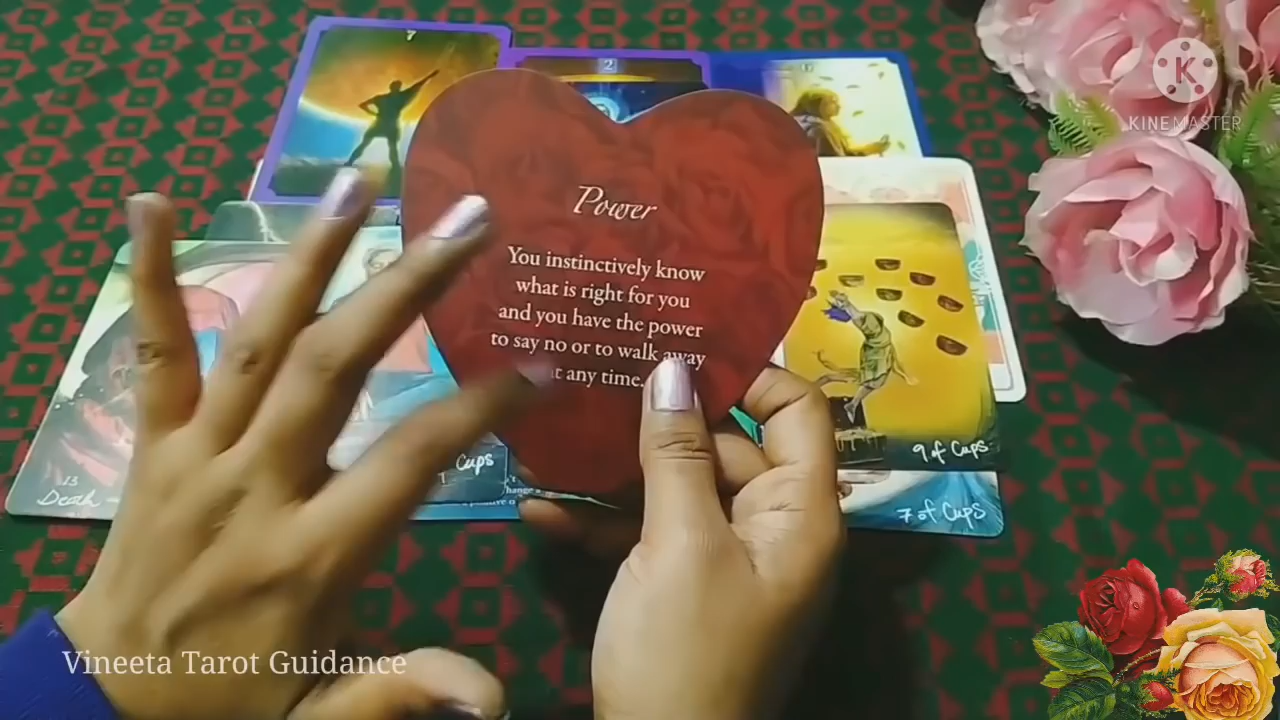 7
2
KINEMASTER
Power
You instinctively know
what is right for you
and you have the power
to say no or to walk away
at any time.
9 of Cups
Cups
13
Death
7 of Cups
Vineeta Tarot Guidance